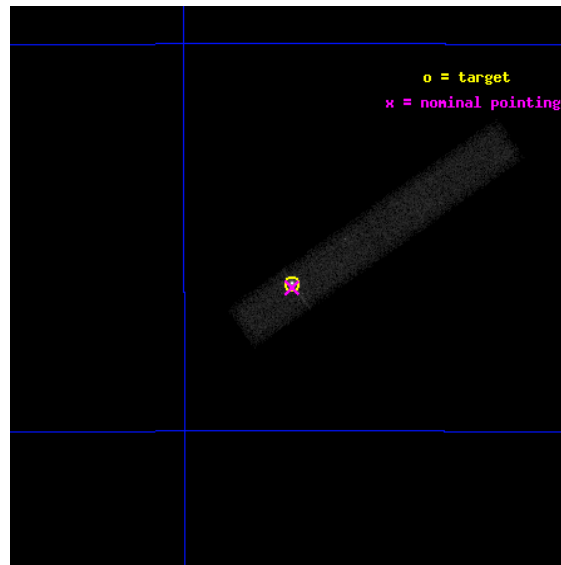 o = target
x = nominal pointing